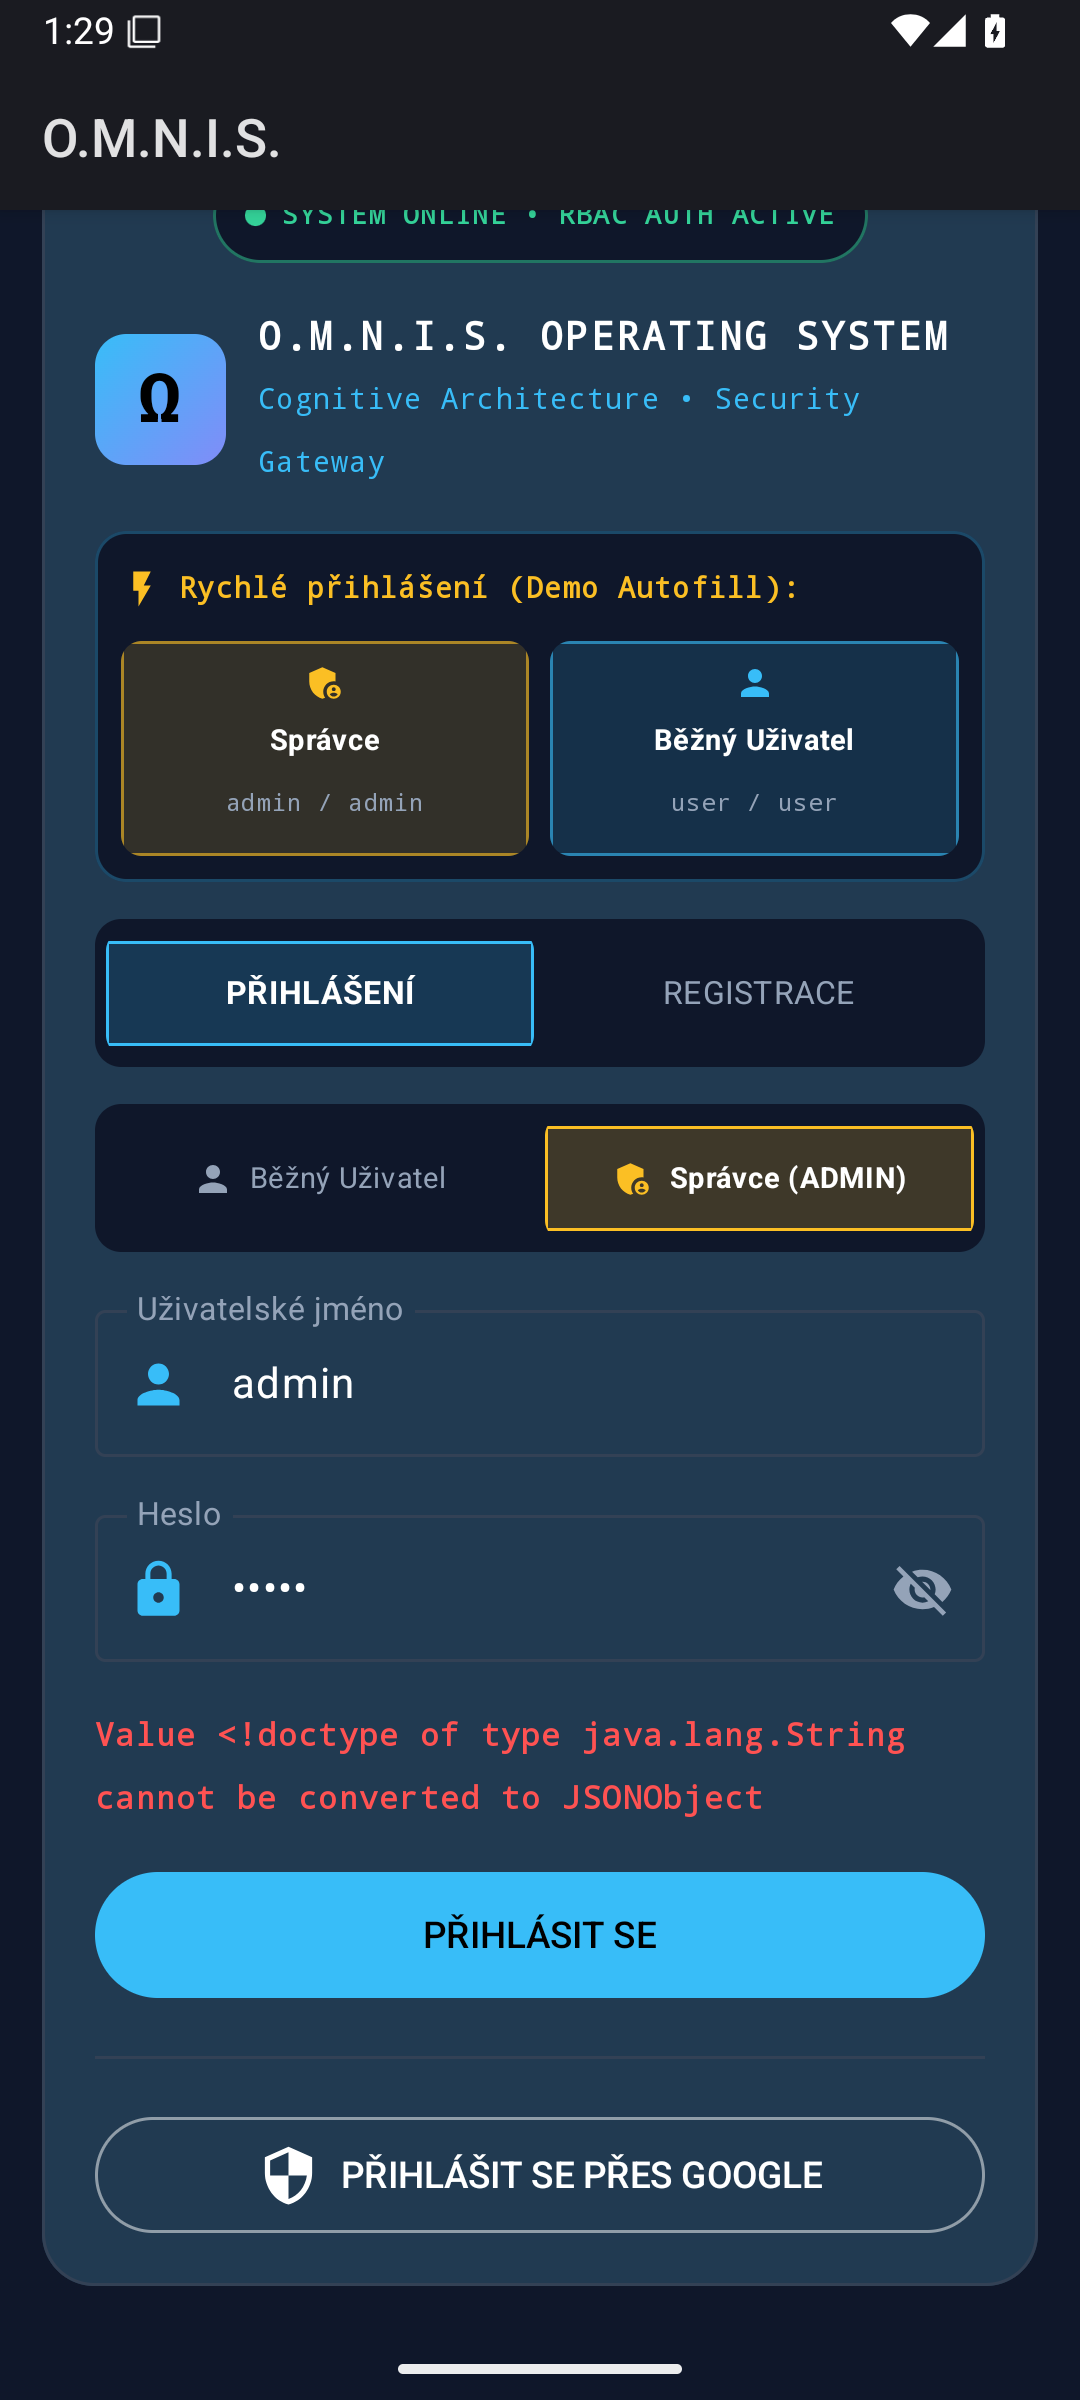 1:29
O.M.N.I.S.
SYSTEM ONLINE • RBAC AUTH ACTIVE
Ω
O.M.N.I.S. OPERATING SYSTEM
Cognitive Architecture • Security
Gateway
Rychlé přihlášení (Demo Autofill):
Správce
admin / admin
Běžný Uživatel
user / user
PŘIHLÁŠENÍ
REGISTRACE
Běžný Uživatel
Správce (ADMIN)
Uživatelské jméno
admin
Heslo
•••••
Value <!doctype of type java.lang.String
cannot be converted to JSONObject
PŘIHLÁSIT SE
PŘIHLÁŠIT SE PŘES GOOGLE